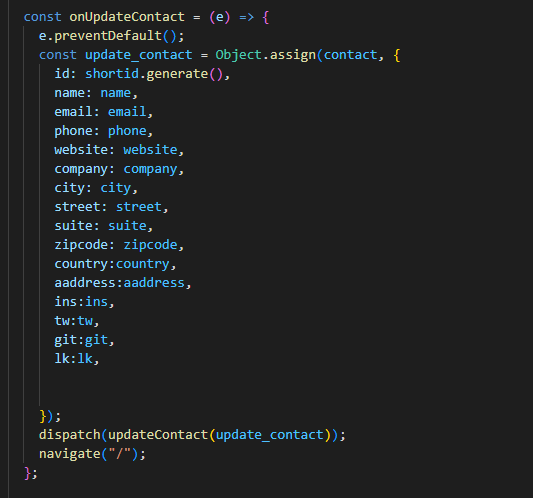 const onUpdateContact = (e) => {
e.preventDefault();
const update_contact = Object.assign(contact, {
id: shortid.generate(),
name: name,
email: email,
phone: phone,
website: website,
company: company,
city: city,
street: street,
suite: suite,
zipcode: zipcode,
country:country,
aaddress:aaddress,
ins:ins,
tw:tw,
git:git,
lk:lk,
});
dispatch(updateContact(update_contact));
navigate("/");
};